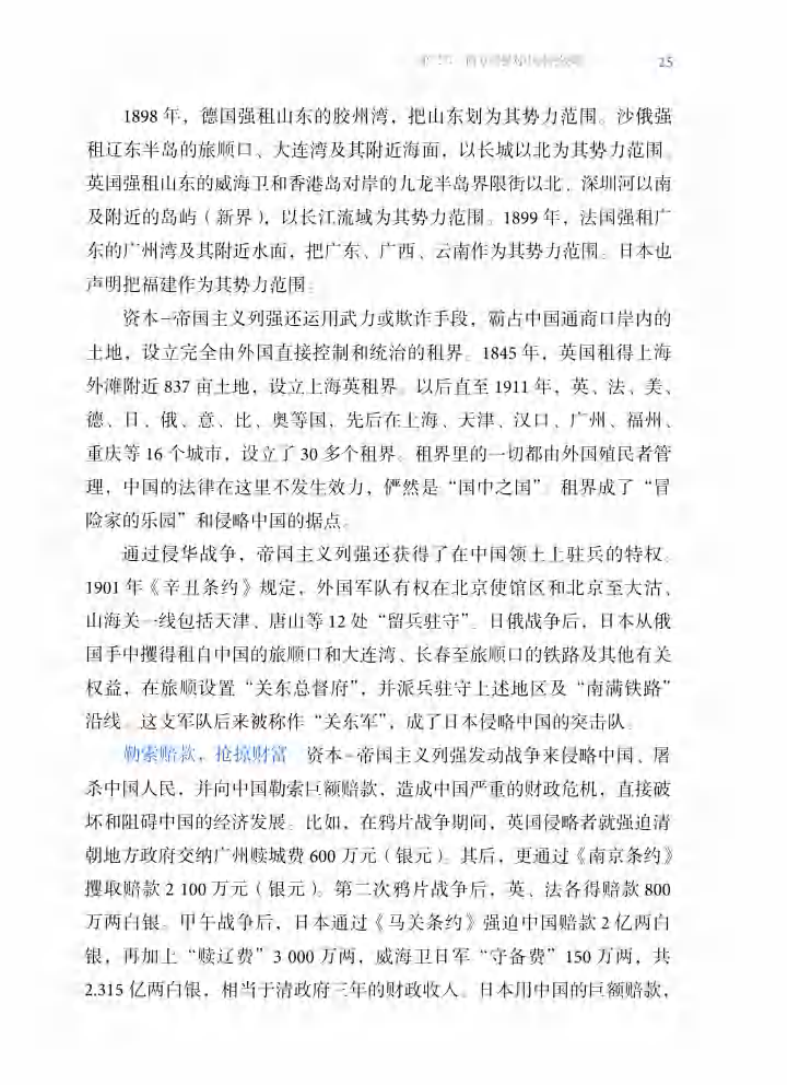 25
1898 年，德国强租山东的胶州湾，把山东划为其势力范围。沙俄强
租辽东半岛的旅顺口、大连湾及其附近海面，以长城以北为其势力范围。
英国强租山东的威海卫和香港岛对岸的九龙半岛界限街以北、深圳河以南
及附近的岛屿（新界），以长江流域为其势力范围。1899 年，法国强租广
东的广州湾及其附近水面，把广东、广西、云南作为其势力范围。日本也
声明把福建作为其势力范围。
资本-帝国主义列强还运用武力或欺诈手段，霸占中国通商口岸内的
土地，设立完全由外国直接控制和统治的租界。1845 年，英国租得上海
外滩附近 837 亩土地，设立上海英租界。以后直至 1911 年，英、法、美、
德、日、俄、意、比、奥等国，先后在上海、天津、汉口、广州、福州、
重庆等 16 个城市，设立了 30 多个租界。租界里的一切都由外国殖民者管
理，中国的法律在这里不发生效力，俨然是“国中之国”。租界成了“冒
险家的乐园”和侵略中国的据点。
通过侵华战争，帝国主义列强还获得了在中国领土上驻兵的特权。
1901 年《辛丑条约》规定，外国军队有权在北京使馆区和北京至大沽、
山海关一线包括天津、唐山等 12 处“留兵驻守”。日俄战争后，日本从俄
国手中攫得租自中国的旅顺口和大连湾、长春至旅顺口的铁路及其他有关
权益，在旅顺设置“关东总督府”，并派兵驻守上述地区及“南满铁路”
沿线。这支军队后来被称作“关东军”，成了日本侵略中国的突击队。
勒索赔款，抢掠财富 资本-帝国主义列强发动战争来侵略中国、屠
杀中国人民，并向中国勒索巨额赔款，造成中国严重的财政危机，直接破
坏和阻碍中国的经济发展。比如，在鸦片战争期间，英国侵略者就强迫清
朝地方政府交纳广州赎城费 600 万元（银元）。其后，更通过《南京条约》
攫取赔款 2 100 万元（银元）。第二次鸦片战争后，英、法各得赔款 800
万两白银。甲午战争后，日本通过《马关条约》强迫中国赔款 2 亿两白
银，再加上“赎辽费”3 000 万两，威海卫日军“守备费”150 万两，共
2.315 亿两白银，相当于清政府三年的财政收入。日本用中国的巨额赔款，